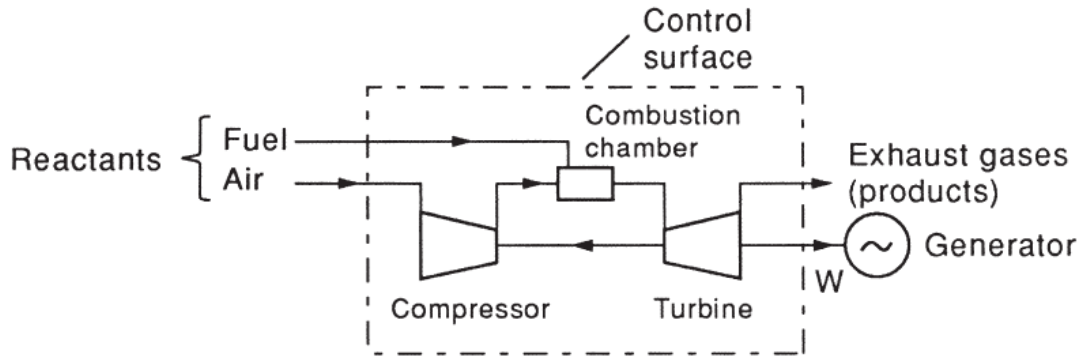 Control
surface
Combustion
chamber
Reactants
Fuel
Air
Exhaust gases
(products)
Generator
W
Compressor
Turbine